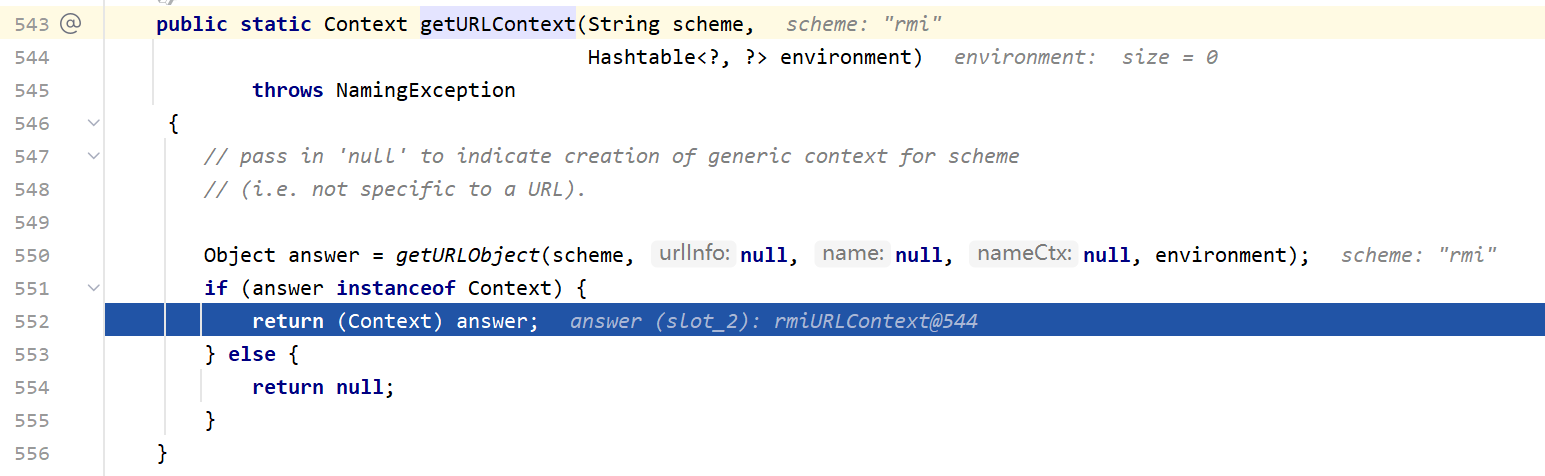 543 @ public static Context getURLContext(String scheme, scheme: "rmi"
544 Hashtable<?, ?> environment) environment: size = 0
545 throws NamingException
546 {
547 // pass in 'null' to indicate creation of generic context for scheme
548 // (i.e. not specific to a URL).
549
550 Object answer = getURLObject(scheme, urlInfo: null, name: null, nameCtx: null, environment); scheme: "rmi"
551 if (answer instanceof Context) {
552 return (Context) answer; answer (slot_2): rmiURLContext@544
553 } else {
554 return null;
555 }
556 }